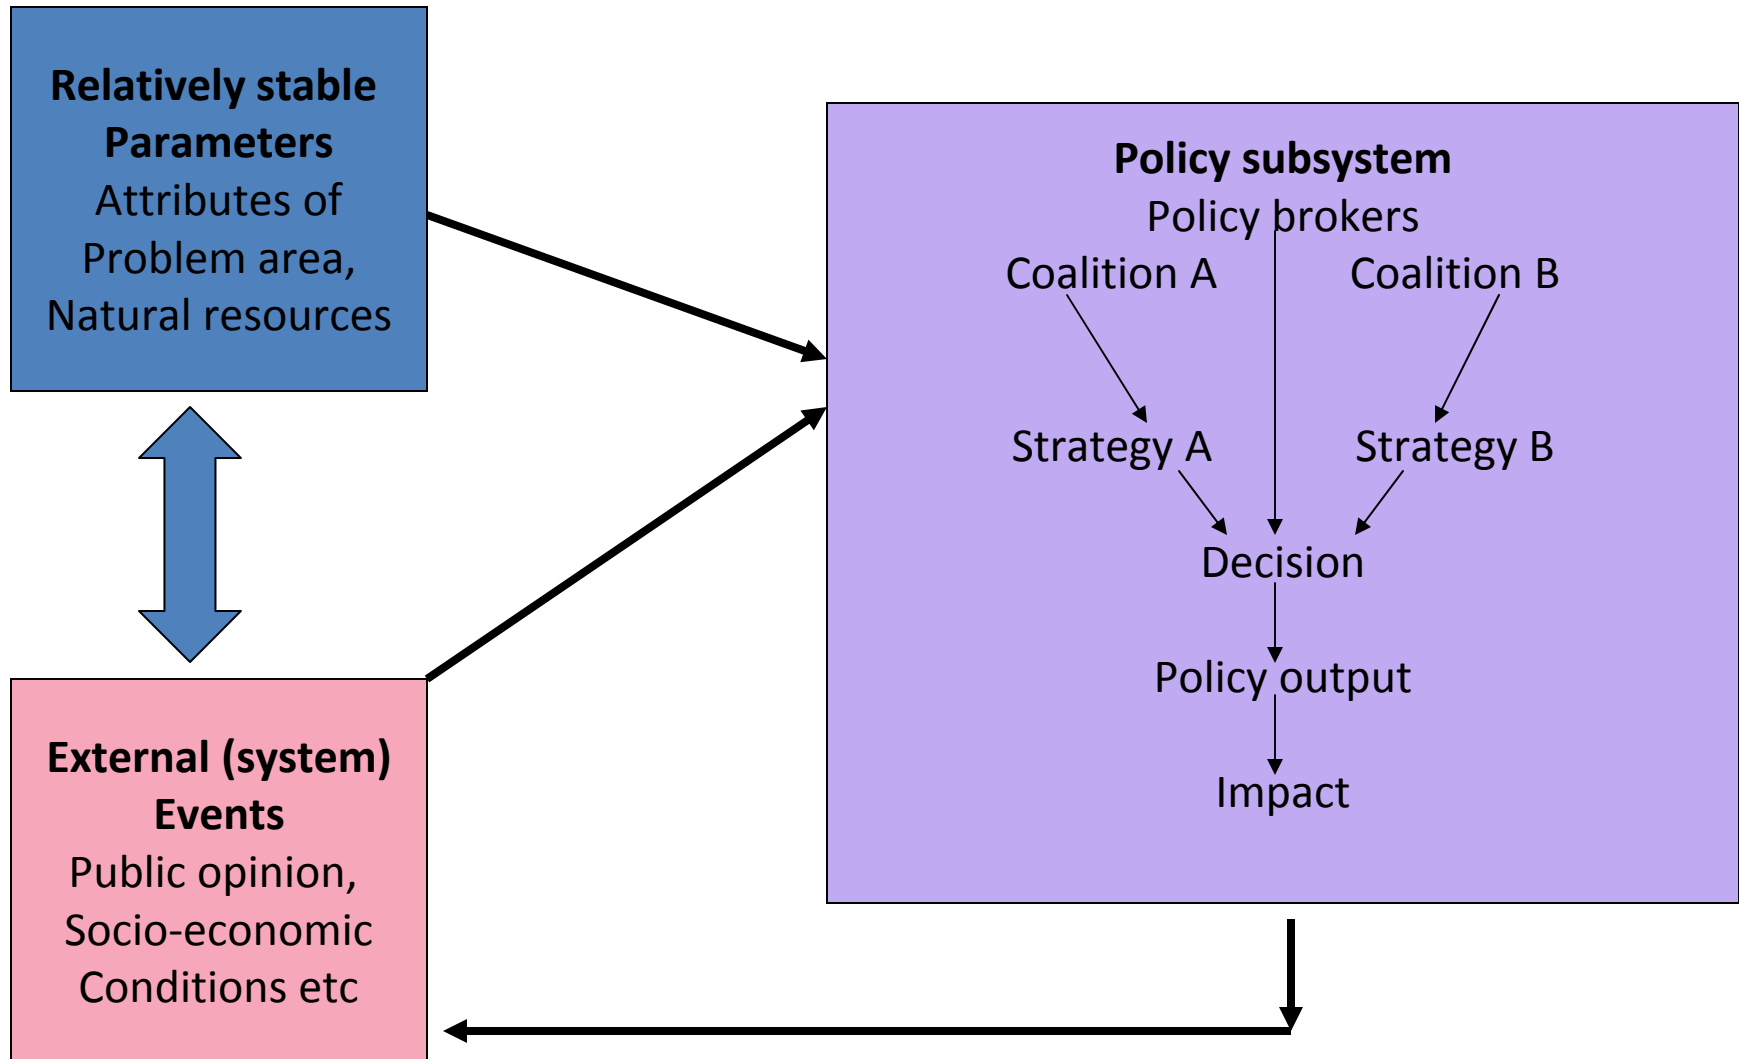 Relatively stable
Parameters
Attributes of
Problem area,
Natural resources
External (system)
Events
Public opinion,
Socio-economic
Conditions etc
Policy subsystem
Policy brokers
Coalition A Coalition B
Strategy A Strategy B
Decision
Policy output
Impact